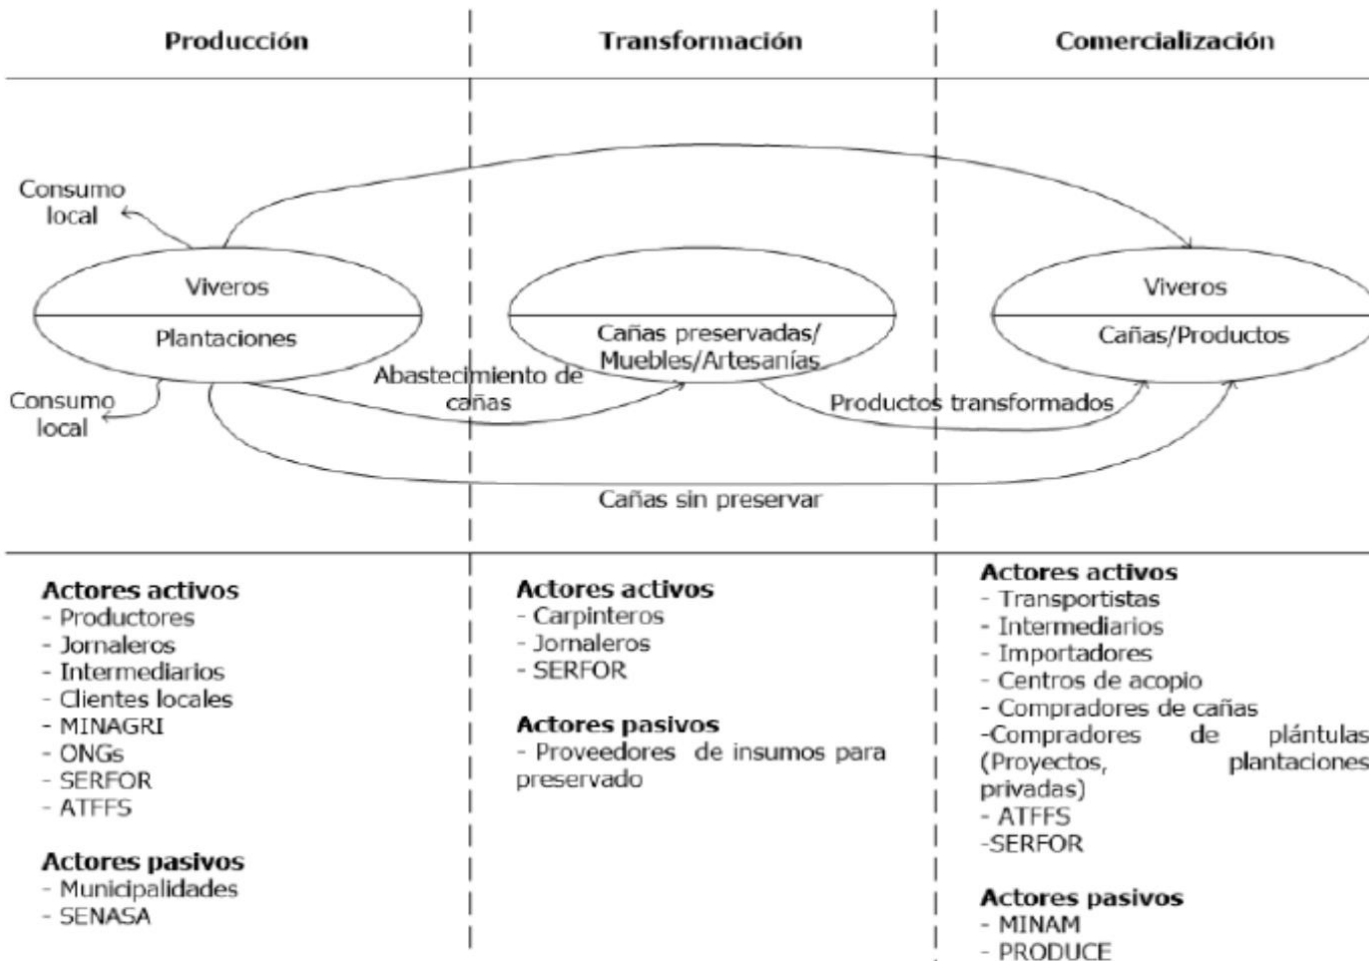 Producción
Transformación
Comercialización
Consumo
local
Viveros
Plantaciones
Consumo
local
Abastecimiento de
cañas
Cañas preservadas/
Muebles/Artesanías
Productos transformados
Viveros
Cañas/Productos
Cañas sin preservar
Actores activos
- Productores
- Jornaleros
- Intermediarios
- Clientes locales
- MINAGRI
- ONGs
- SERFOR
- ATFFS
Actores pasivos
- Municipalidades
- SENASA
Actores activos
- Carpinteros
- Jornaleros
- SERFOR
Actores pasivos
- Proveedores de insumos para
preservado
Actores activos
- Transportistas
- Intermediarios
- Importadores
- Centros de acopio
- Compradores de cañas
-Compradores de plántulas
(Proyectos, plantaciones
privadas)
- ATFFS
-SERFOR
Actores pasivos
- MINAM
- PRODUCE